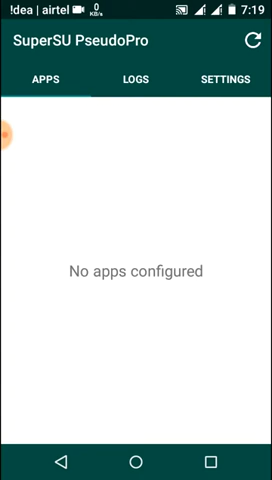 !dea | airtel 0 KB/s 7:19
SuperSU PseudoPro
APPS LOGS SETTINGS
No apps configured